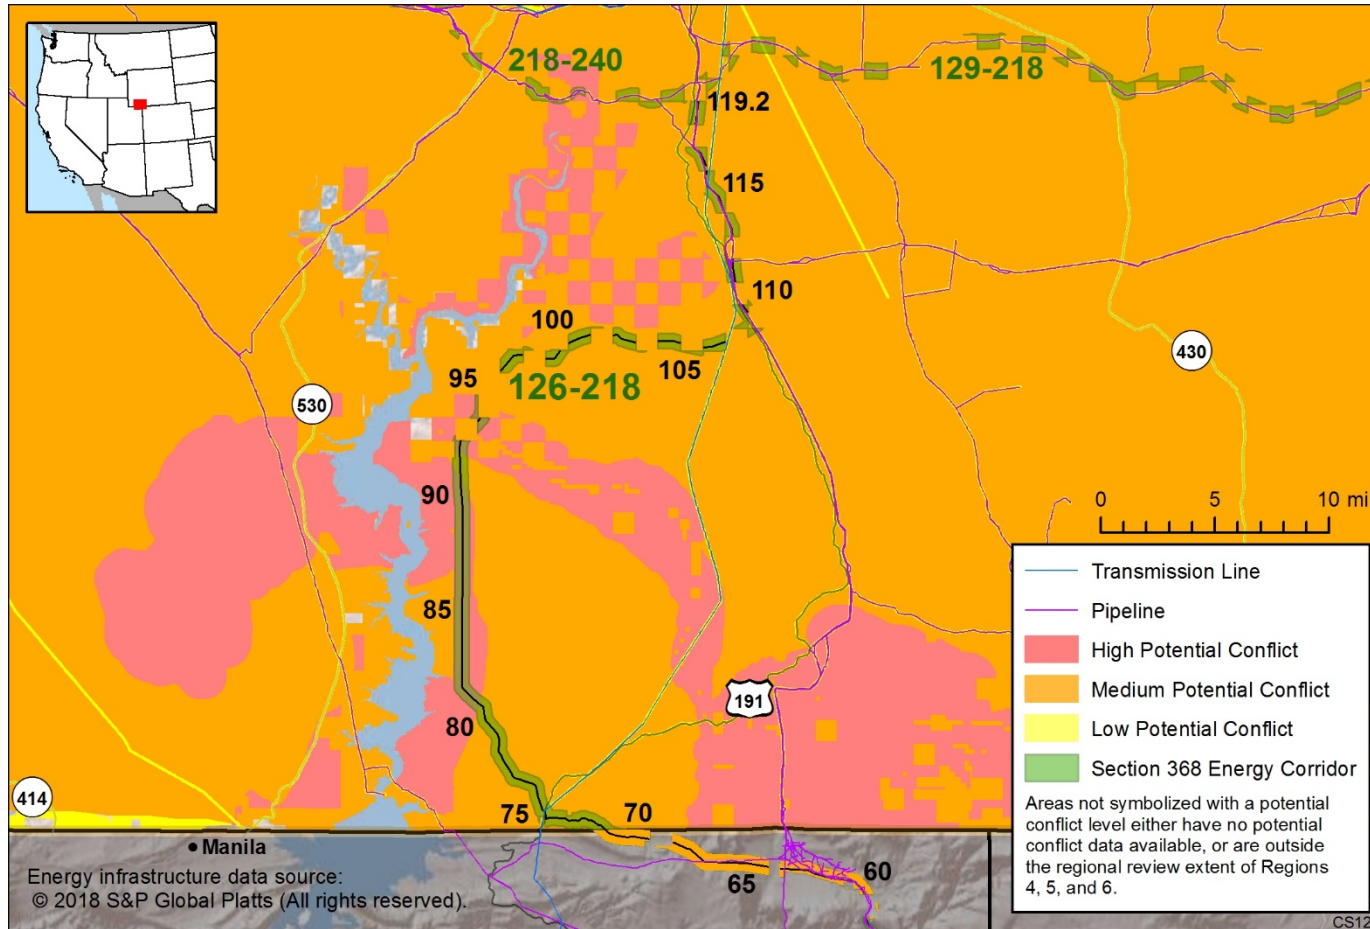 218-240
129-218
119.2
115
110
100
105
430
95
126-218
530
90
0 5 10 mi
85
80
191
414
75
70
Manila
65
60
Energy infrastructure data source:
© 2018 S&P Global Platts (All rights reserved).
Transmission Line
Pipeline
High Potential Conflict
Medium Potential Conflict
Low Potential Conflict
Section 368 Energy Corridor
Areas not symbolized with a potential
conflict level either have no potential
conflict data available, or are outside
the regional review extent of Regions
4, 5, and 6.
CS12